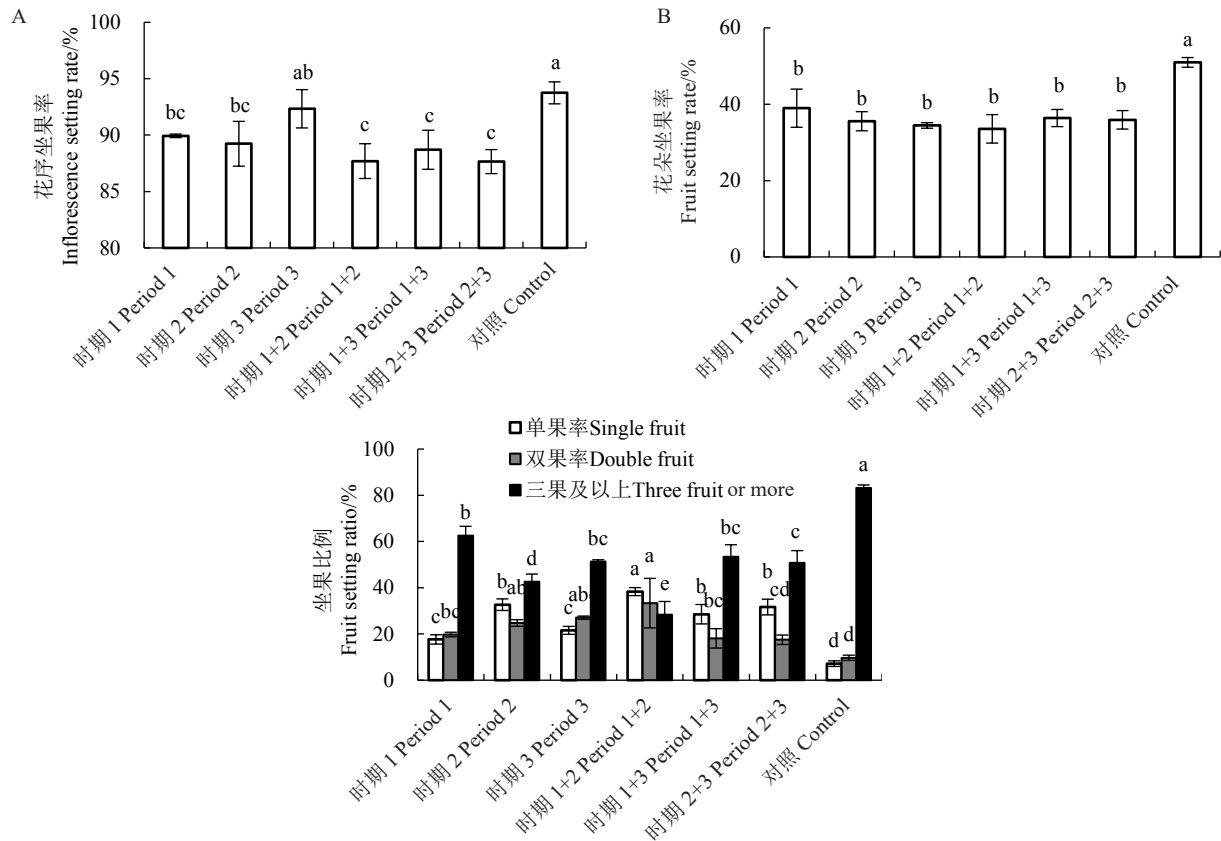 A
花序坐果率
Inflorescence setting rate/%
100
95
90
85
80
bc
bc
ab
c
c
c
a
时期 1 Period 1
时期 2 Period 2
时期 3 Period 3
时期 1+2 Period 1+2
时期 1+3 Period 1+3
时期 2+3 Period 2+3
对照 Control
B
花朵坐果率
Fruit setting rate/%
60
40
20
0
b
b
b
b
b
b
a
时期 1 Period 1
时期 2 Period 2
时期 3 Period 3
时期 1+2 Period 1+2
时期 1+3 Period 1+3
时期 2+3 Period 2+3
对照 Control
单果率Single fruit
双果率Double fruit
三果及以上Three fruit or more
坐果比例
Fruit setting ratio/%
100
80
60
40
20
0
c
bc
b
b
ab
d
c
abc
bc
a
a
e
b
bc
bc
b
cd
c
d
d
a
时期 1 Period 1
时期 2 Period 2
时期 3 Period 3
时期 1+2 Period 1+2
时期 1+3 Period 1+3
时期 2+3 Period 2+3
对照 Control